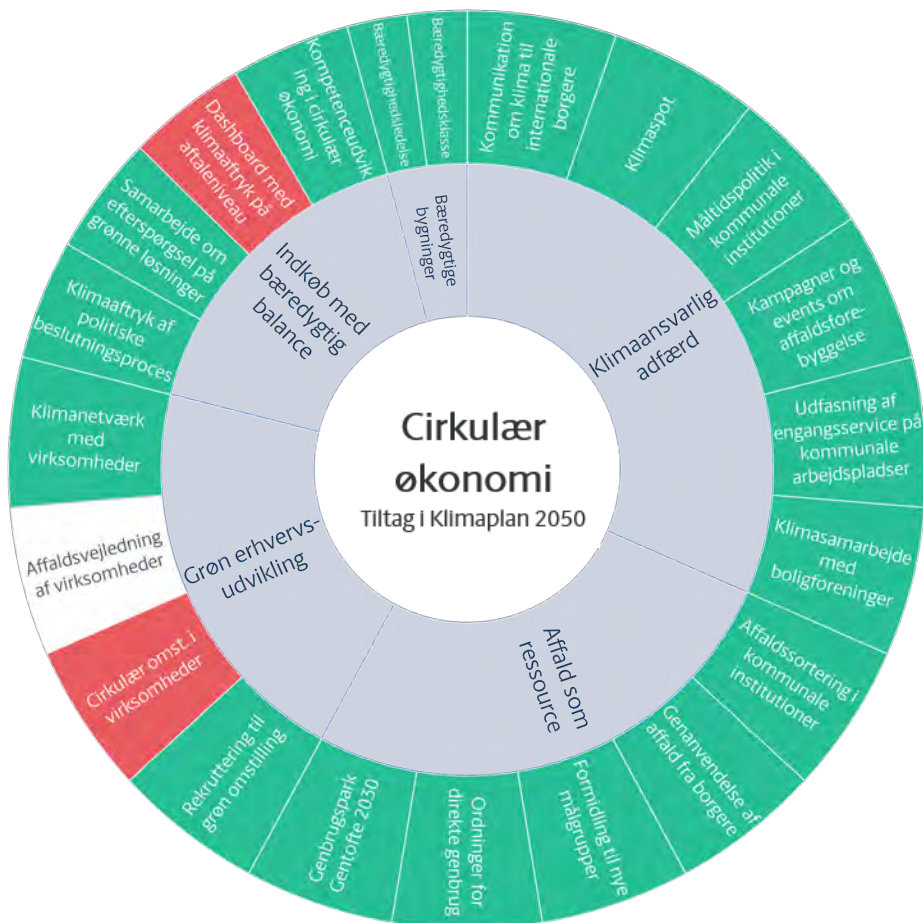 Cirkulær
økonomi
Tiltag i Klimaplan 2050
Klimaansvarlig
adfærd
Affald som
ressource
Grøn erhvervs-
udvikling
Indkøb med
bæredygtig
balance
Bæredygtige
bygninger
Kommunikation
om klima til
internationale
borgere
Klimaspot
Måltidspolitik i
kommunale
institutioner
Kampagner og
events om
affaldsfore-
byggelse
Udfasning af
engangsservice på
kommunale
arbejdspladser
Klimasamarbejde
med
boligforeninger
Affaldssortering i
kommunale
institutioner
Genanvendelse af
affald fra borgere
Formidling til nye
målgrupper
Ordninger for
direkte genbrug
Genbrugspark
Gentofte 2030
Rekruttering til
grøn omstilling
Cirkulær omst. i
virksomheder
Affaldsvejledning
af virksomheder
Klimanetværk
med
virksomheder
Klimaaftryk af
politiske
beslutningsproces
Samarbejde om
efterspørgsel på
grønne løsninger
Dashboard med
klimaaftryk på
aftaleniveau
Kompetenceudvik
ing i cirkulær
økonomi
Bæredygtighedsledelse
Bæredygtighedsklasse